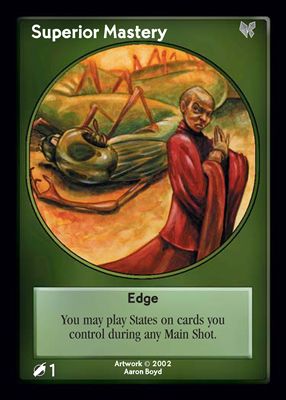 Superior Mastery
Edge
You may play States on cards you
control during any Main Shot.
1
Artwork © 2002
Aaron Boyd